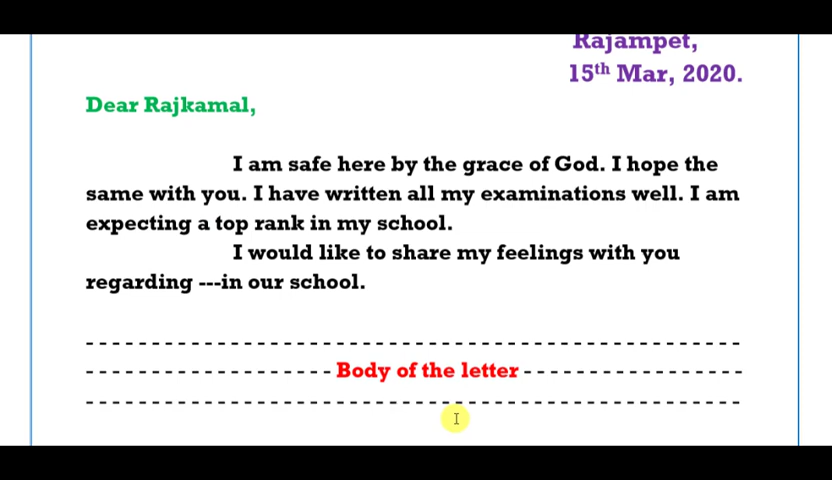 Rajampet,
15th Mar, 2020.
Dear Rajkamal,
I am safe here by the grace of God. I hope the
same with you. I have written all my examinations well. I am
expecting a top rank in my school.
I would like to share my feelings with you
regarding ---in our school.
- - - - - - - - - - - - - - - - - - - - - - - - - - - - - - - - - - - - - - - - - - - - - - - - - -
- - - - - - - - - - - - - - - - - - - Body of the letter - - - - - - - - - - - - - - - - -
- - - - - - - - - - - - - - - - - - - - - - - - - - - - - - - - - - - - - - - - - - - - - - - - - -